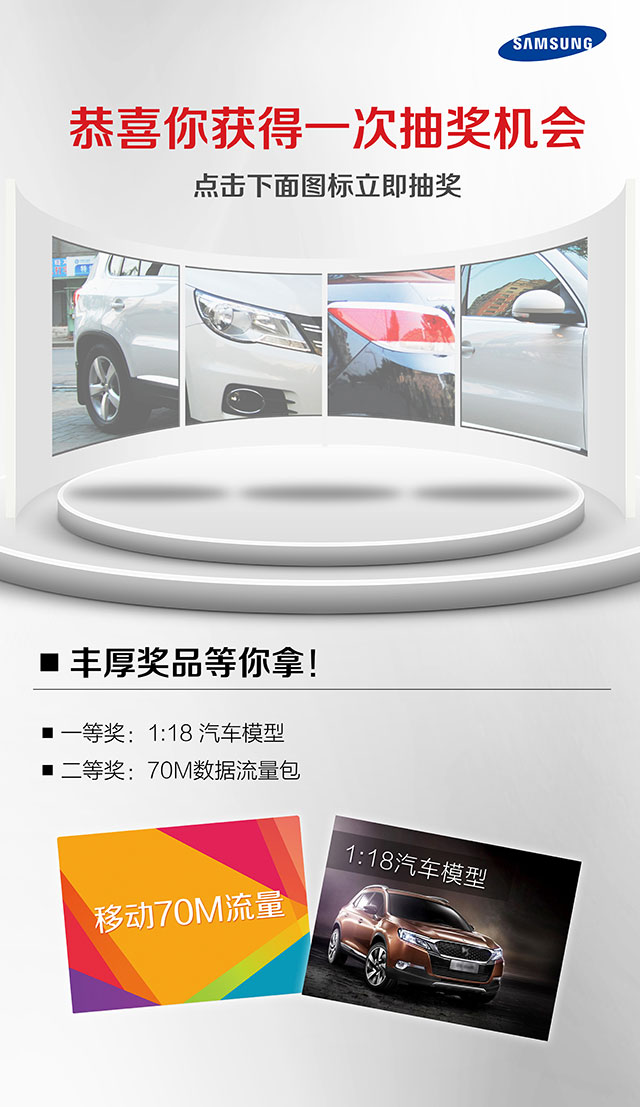 SAMSUNG
恭喜你获得一次抽奖机会
点击下面图标立即抽奖
■ 丰厚奖品等你拿!
■ 一等奖：1:18 汽车模型
■ 二等奖：70M数据流量包
移动70M流量
1:18汽车模型